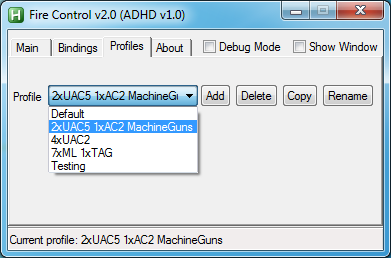 Fire Control v2.0 (ADHD v1.0)
Main Bindings Profiles About Debug Mode Show Window
Profile 2xUAC5 1xAC2 MachineGu Add Delete Copy Rename
Default
2xUAC5 1xAC2 MachineGuns
4xUAC2
7xML 1xTAG
Testing
Current profile: 2xUAC5 1xAC2 MachineGuns